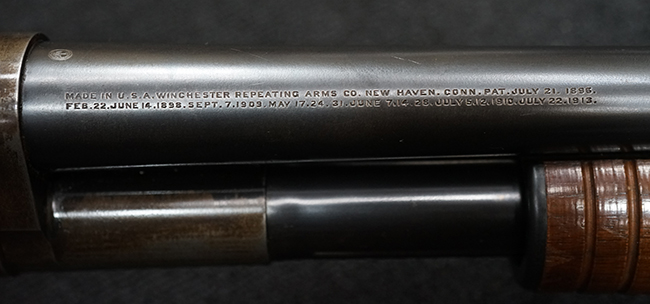 MADE IN U.S.A. WINCHESTER REPEATING ARMS CO. NEW HAVEN. CONN. PAT. JULY 21. 1896.
FEB. 22. JUNE 14. 1898. SEPT. 7. 1909. MAY 17. 24. 31. JUNE 7. 14. 28. JULY 5. 12. 1910. JULY 22. 1913.